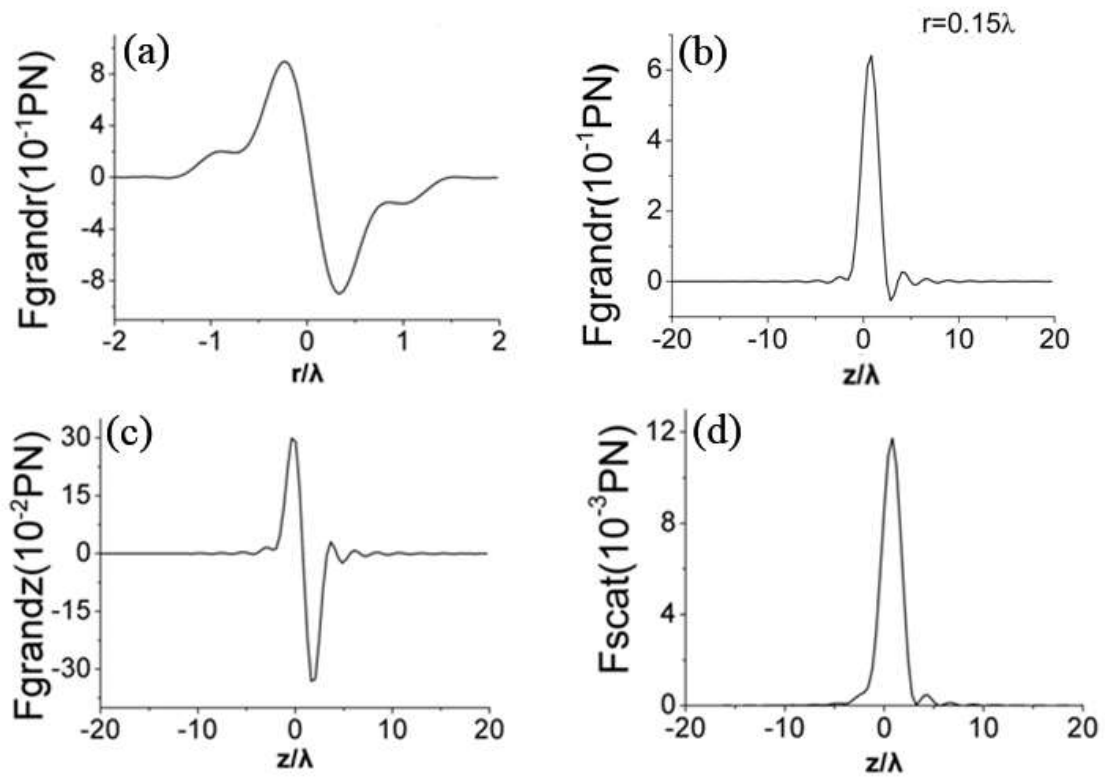 (a)
Fgrandr(10⁻¹PN)
8
4
0
-4
-8
-2 -1 0 1 2
r/λ
r=0.15λ
(b)
Fgrandr(10⁻¹PN)
6
4
2
0
-20 -10 0 10 20
z/λ
(c)
Fgrandz(10⁻²PN)
30
15
0
-15
-30
-20 -10 0 10 20
z/λ
(d)
Fscat(10⁻³PN)
12
8
4
0
-20 -10 0 10 20
z/λ